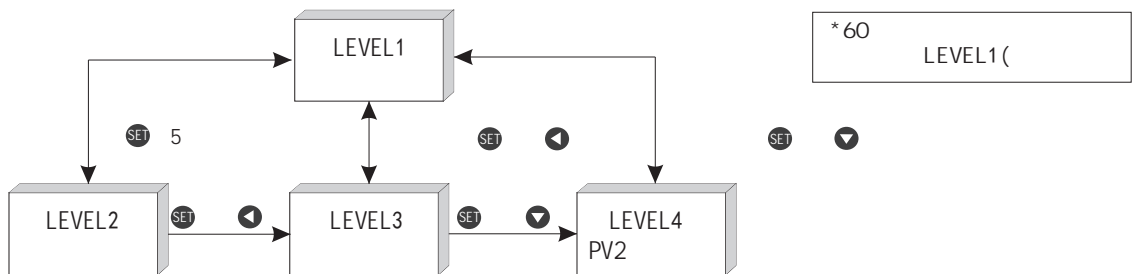 LEVEL1
*60
LEVEL1(
SET 5
SET
SET
LEVEL2
SET
LEVEL3
SET
LEVEL4
PV2